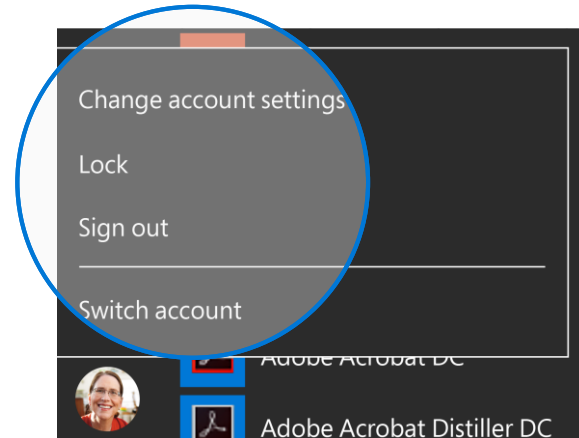 Change account settings
Lock
Sign out
Switch account
Adobe Acrobat DC
Adobe Acrobat Distiller DC